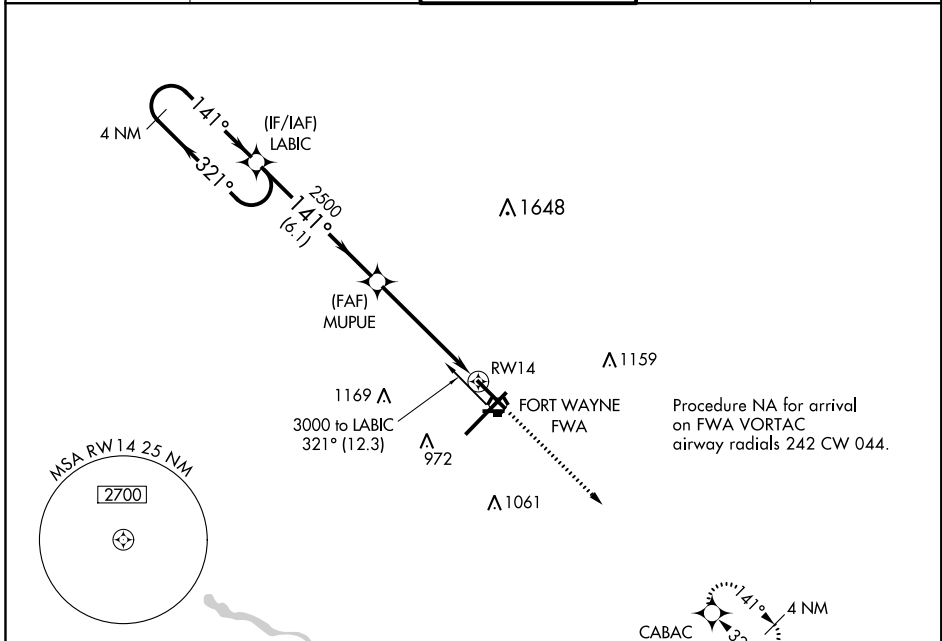 141°
4 NM
321°
(IF/IAF)
LABIC
2500
141°
(6.1)
1648
(FAF)
MUPUE
RW14
1159
1169
FORT WAYNE
FWA
3000 to LABIC
321° (12.3)
972
Procedure NA for arrival
on FWA VORTAC
airway radials 242 CW 044.
1061
MSA RW 14 25 NM
2700
141°
4 NM
CABAC